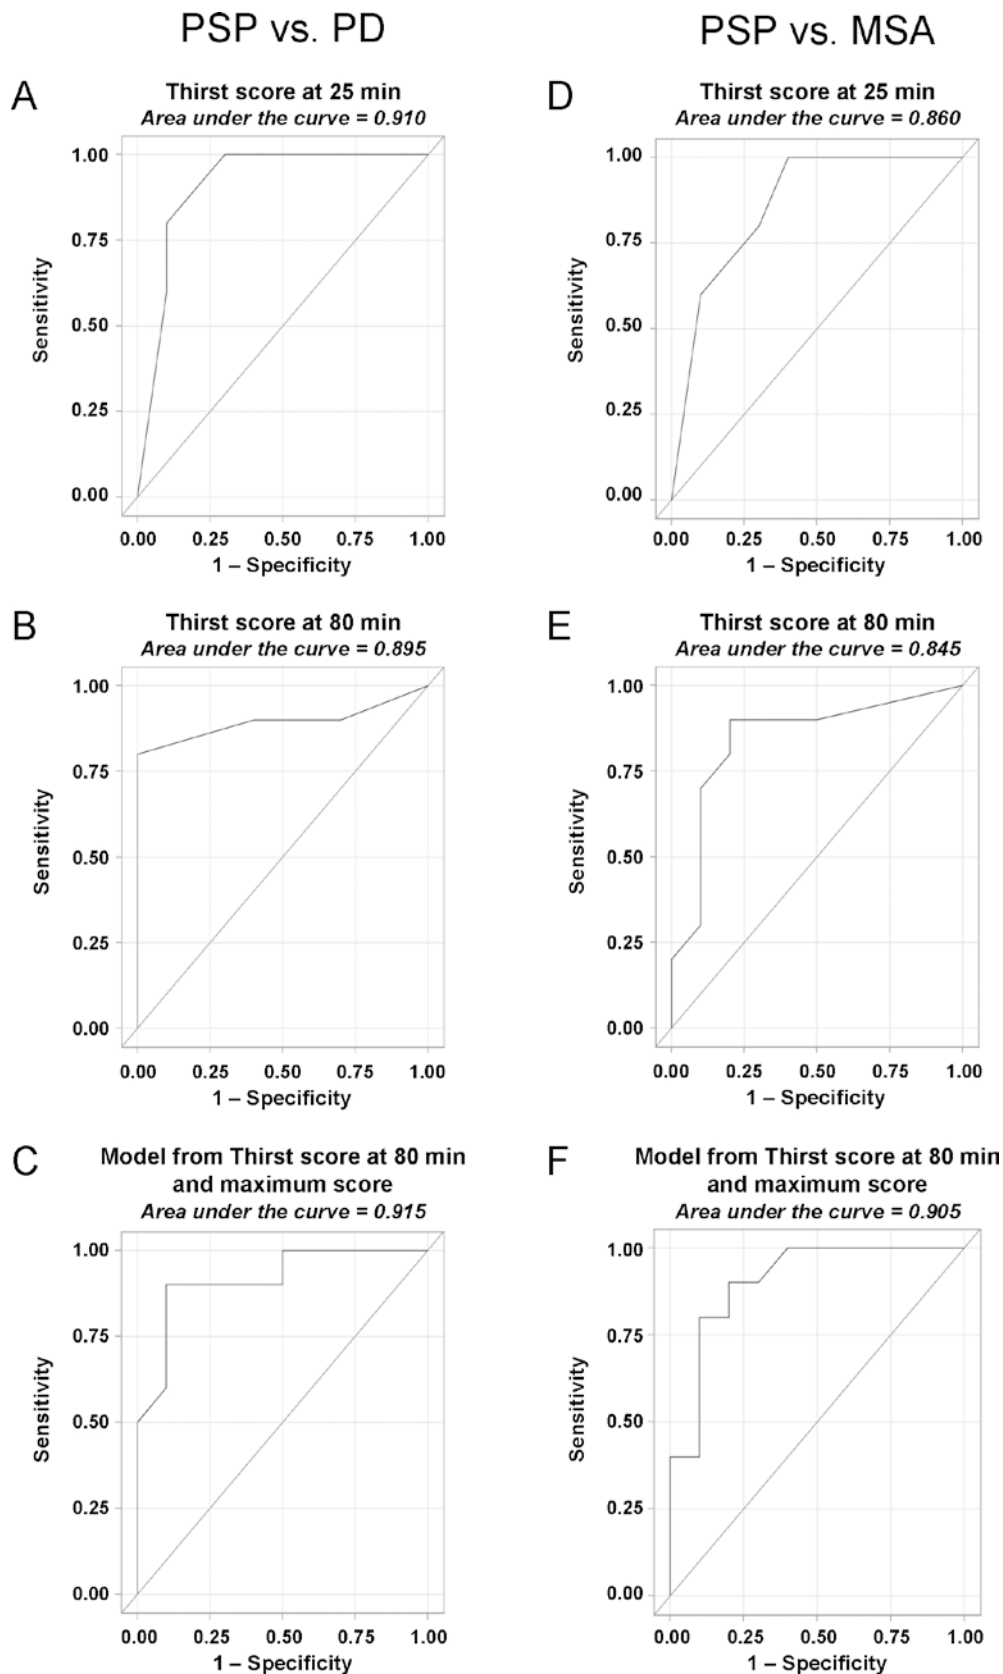 PSP vs. PD
PSP vs. MSA
A
Thirst score at 25 min
Area under the curve = 0.910
1.00
0.75
0.50
0.25
0.00
Sensitivity
0.00 0.25 0.50 0.75 1.00
1 – Specificity
D
Thirst score at 25 min
Area under the curve = 0.860
1.00
0.75
0.50
0.25
0.00
Sensitivity
0.00 0.25 0.50 0.75 1.00
1 – Specificity
B
Thirst score at 80 min
Area under the curve = 0.895
1.00
0.75
0.50
0.25
0.00
Sensitivity
0.00 0.25 0.50 0.75 1.00
1 – Specificity
E
Thirst score at 80 min
Area under the curve = 0.845
1.00
0.75
0.50
0.25
0.00
Sensitivity
0.00 0.25 0.50 0.75 1.00
1 – Specificity
C
Model from Thirst score at 80 min
and maximum score
Area under the curve = 0.915
1.00
0.75
0.50
0.25
0.00
Sensitivity
0.00 0.25 0.50 0.75 1.00
1 – Specificity
F
Model from Thirst score at 80 min
and maximum score
Area under the curve = 0.905
1.00
0.75
0.50
0.25
0.00
Sensitivity
0.00 0.25 0.50 0.75 1.00
1 – Specificity